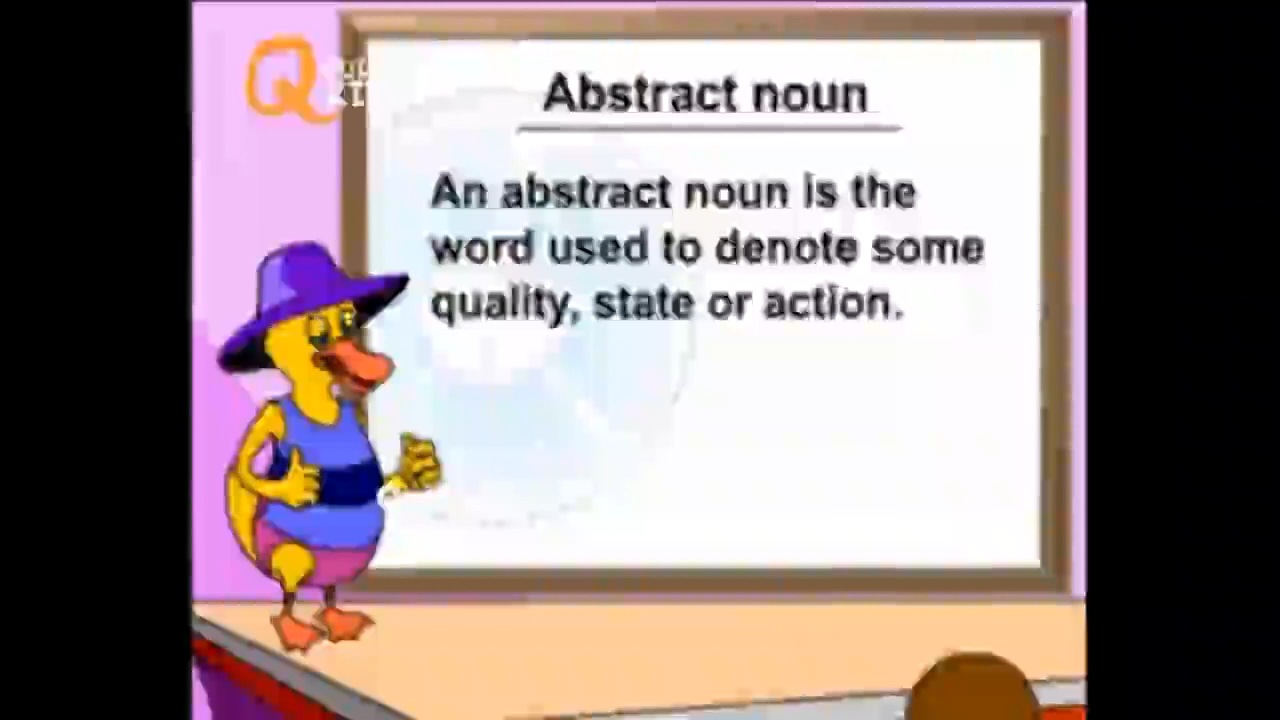 Abstract noun
An abstract noun is the
word used to denote some
quality, state or action.